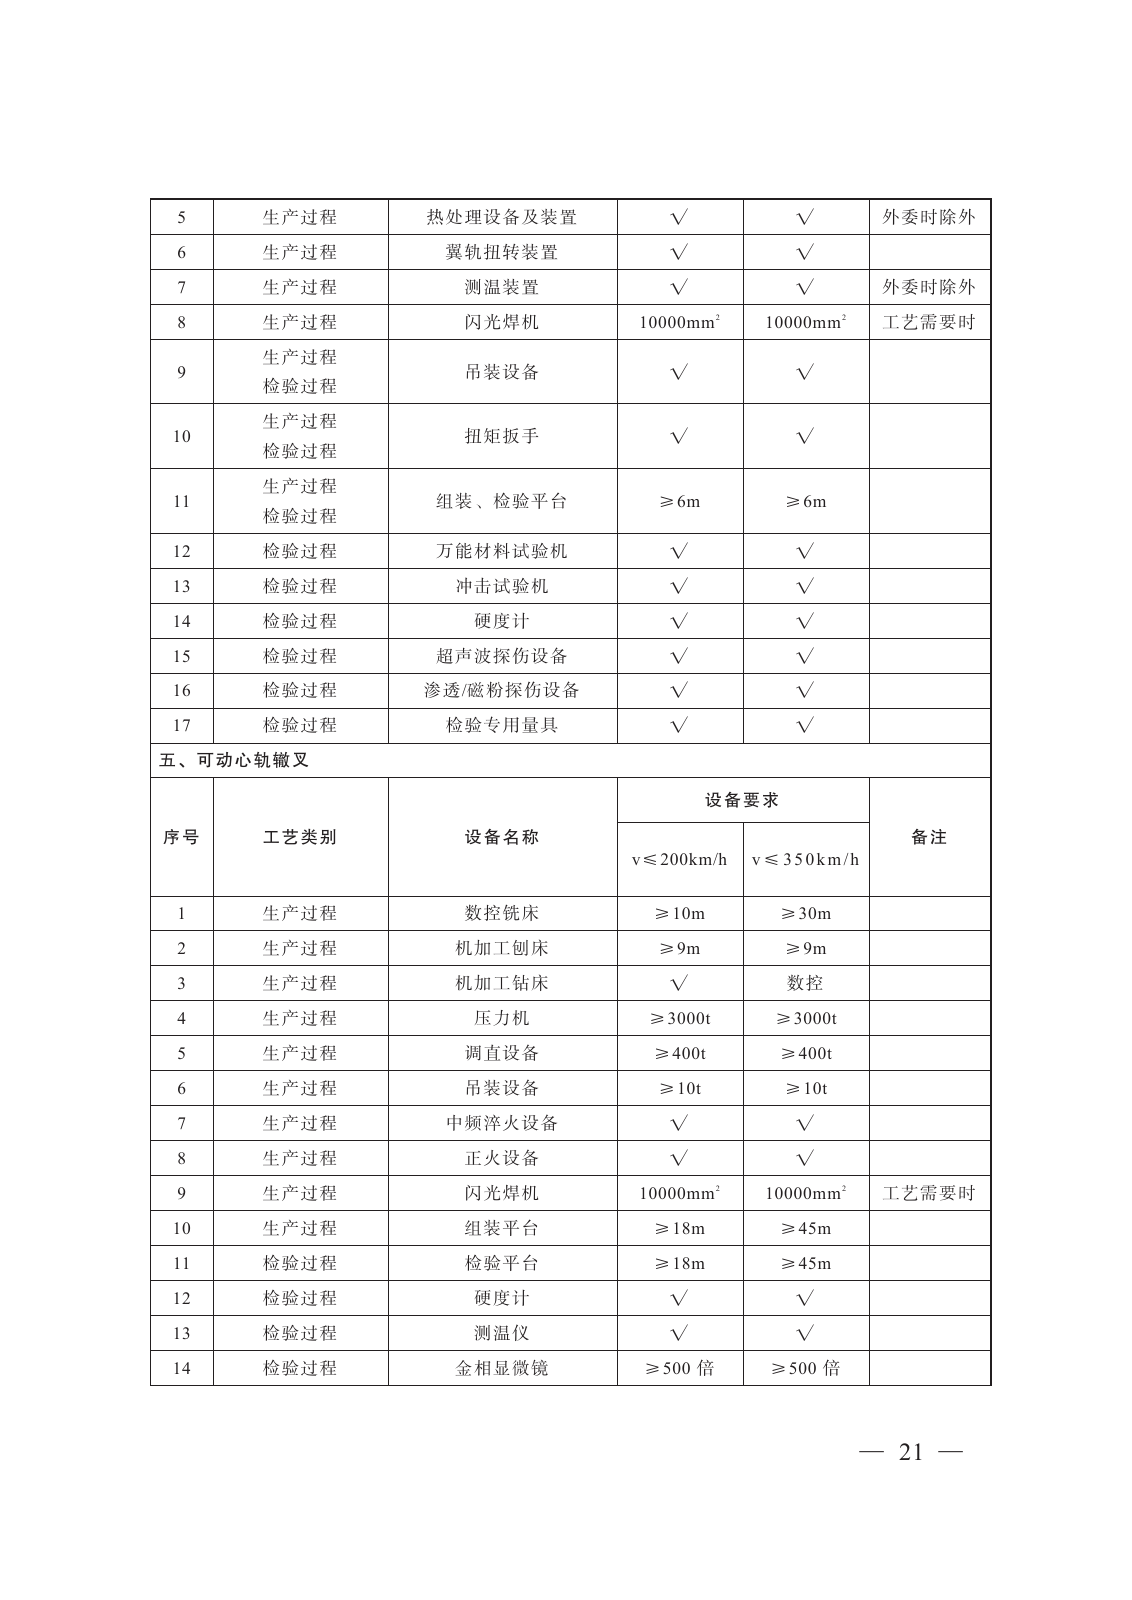 5 生产过程 热处理设备及装置 √ √ 外委时除外
6 生产过程 翼轨扭转装置 √ √
7 生产过程 测温装置 √ √ 外委时除外
8 生产过程 闪光焊机 10000mm² 10000mm² 工艺需要时
9 生产过程 检验过程 吊装设备 √ √
10 生产过程 检验过程 扭矩扳手 √ √
11 生产过程 检验过程 组装、检验平台 ≥6m ≥6m
12 检验过程 万能材料试验机 √ √
13 检验过程 冲击试验机 √ √
14 检验过程 硬度计 √ √
15 检验过程 超声波探伤设备 √ √
16 检验过程 渗透/磁粉探伤设备 √ √
17 检验过程 检验专用量具 √ √
五、可动心轨辙叉
序号 工艺类别 设备名称 设备要求 备注
v≤200km/h v≤350km/h
1 生产过程 数控铣床 ≥10m ≥30m
2 生产过程 机加工刨床 ≥9m ≥9m
3 生产过程 机加工钻床 √ 数控
4 生产过程 压力机 ≥3000t ≥3000t
5 生产过程 调直设备 ≥400t ≥400t
6 生产过程 吊装设备 ≥10t ≥10t
7 生产过程 中频淬火设备 √ √
8 生产过程 正火设备 √ √
9 生产过程 闪光焊机 10000mm² 10000mm² 工艺需要时
10 生产过程 组装平台 ≥18m ≥45m
11 检验过程 检验平台 ≥18m ≥45m
12 检验过程 硬度计 √ √
13 检验过程 测温仪 √ √
14 检验过程 金相显微镜 ≥500 倍 ≥500 倍
— 21 —